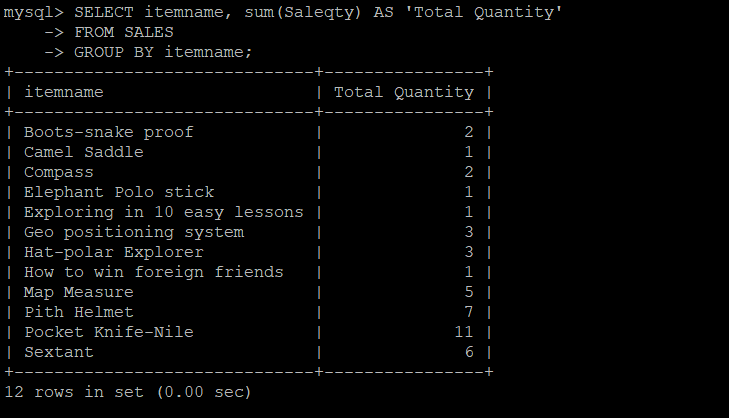 mysql> SELECT itemname, sum(Saleqty) AS 'Total Quantity'
    -> FROM SALES
    -> GROUP BY itemname;
+------------------------------+----------------+
| itemname                     | Total Quantity |
+------------------------------+----------------+
| Boots-snake proof            |              2 |
| Camel Saddle                 |              1 |
| Compass                      |              2 |
| Elephant Polo stick          |              1 |
| Exploring in 10 easy lessons |              1 |
| Geo positioning system       |              3 |
| Hat-polar Explorer           |              3 |
| How to win foreign friends   |              1 |
| Map Measure                  |              5 |
| Pith Helmet                  |              7 |
| Pocket Knife-Nile            |             11 |
| Sextant                      |              6 |
+------------------------------+----------------+
12 rows in set (0.00 sec)